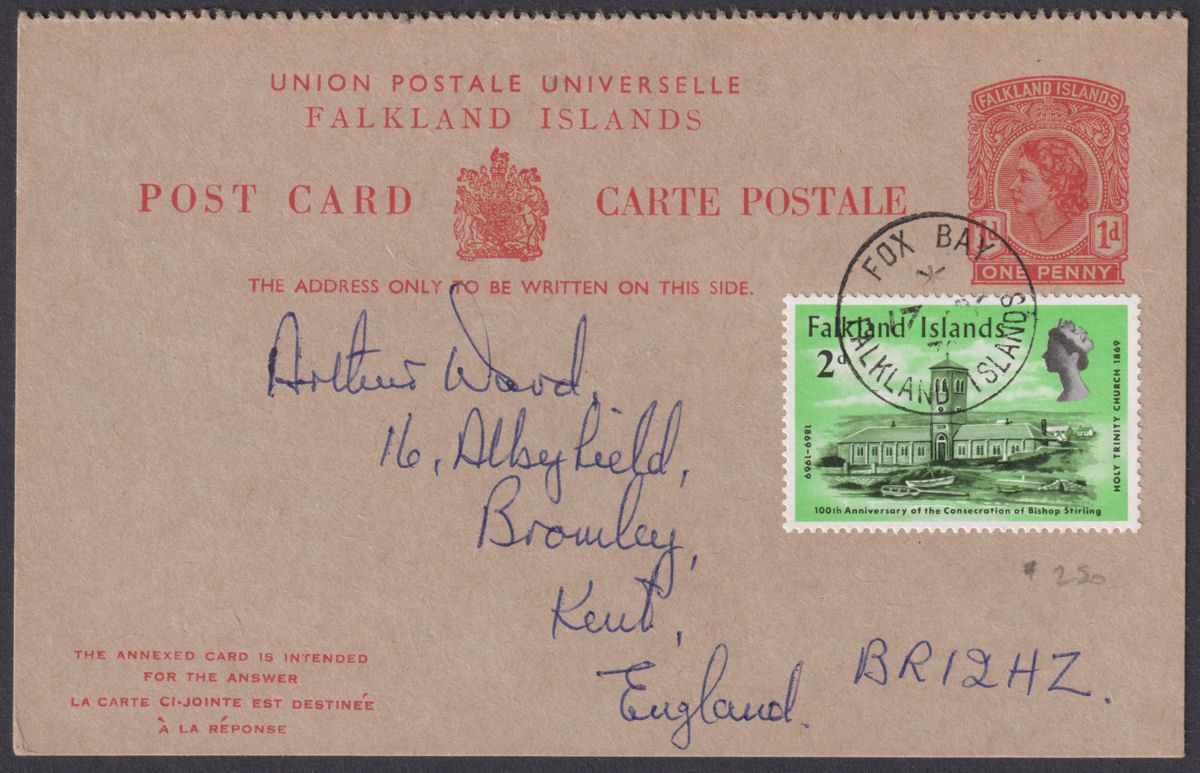 UNION POSTALE UNIVERSELLE
FALKLAND ISLANDS
POST CARD CARTE POSTALE
THE ADDRESS ONLY TO BE WRITTEN ON THIS SIDE.
FALKLAND ISLANDS
1d 1d
ONE PENNY
FOX BAY
17
FALKLAND ISLANDS
Falkland Islands
2d
1869-1969
HOLY TRINITY CHURCH 1869
100th Anniversary of the Consecration of Bishop Stirling
Arthur Ward,
16, Albyfield,
Bromley,
Kent,
England.
BR12HZ.
250
THE ANNEXED CARD IS INTENDED
FOR THE ANSWER
LA CARTE CI-JOINTE EST DESTINÉE
À LA RÉPONSE